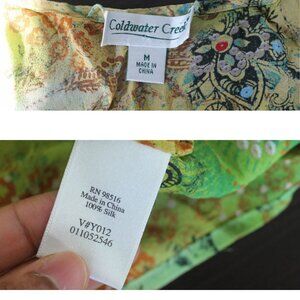 Coldwater Creek
M
MADE IN
CHINA
RN 98516
Made in China
100% Silk
V#Y012
011052546